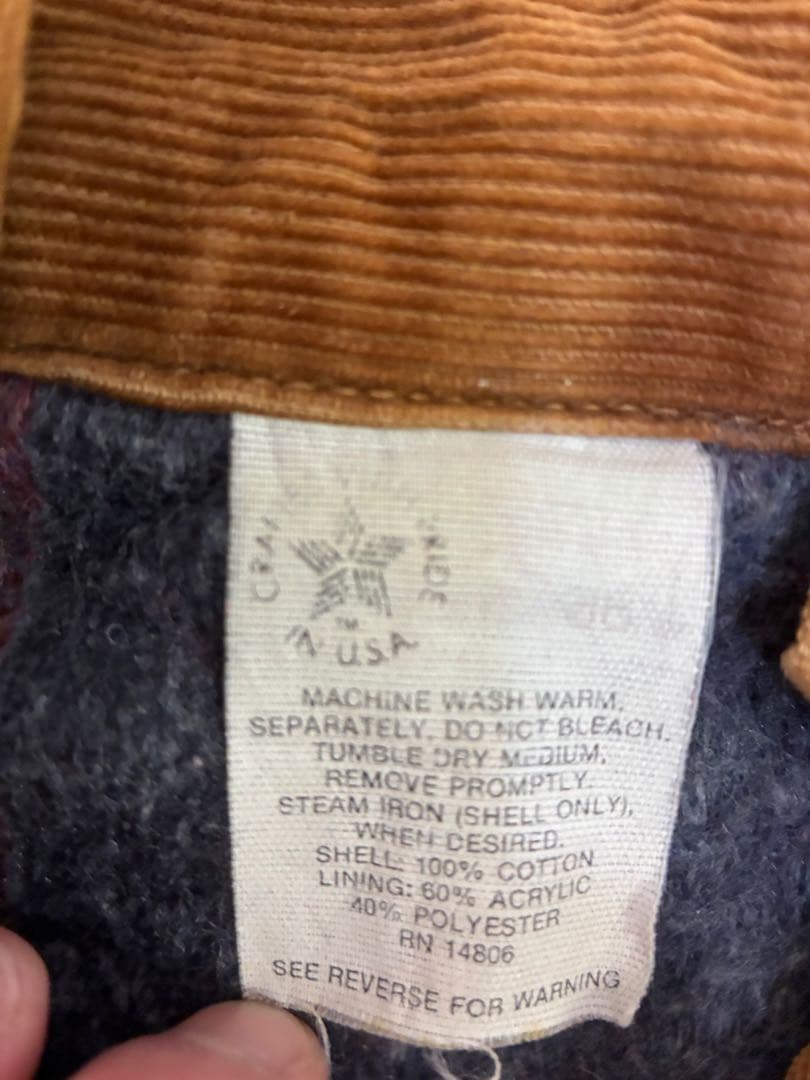 IN U.S.A.
TM
MACHINE WASH WARM,
SEPARATELY. DO NOT BLEACH.
TUMBLE DRY MEDIUM,
REMOVE PROMPTLY.
STEAM IRON (SHELL ONLY),
WHEN DESIRED.
SHELL: 100% COTTON
LINING: 60% ACRYLIC
40% POLYESTER
RN 14806
SEE REVERSE FOR WARNING